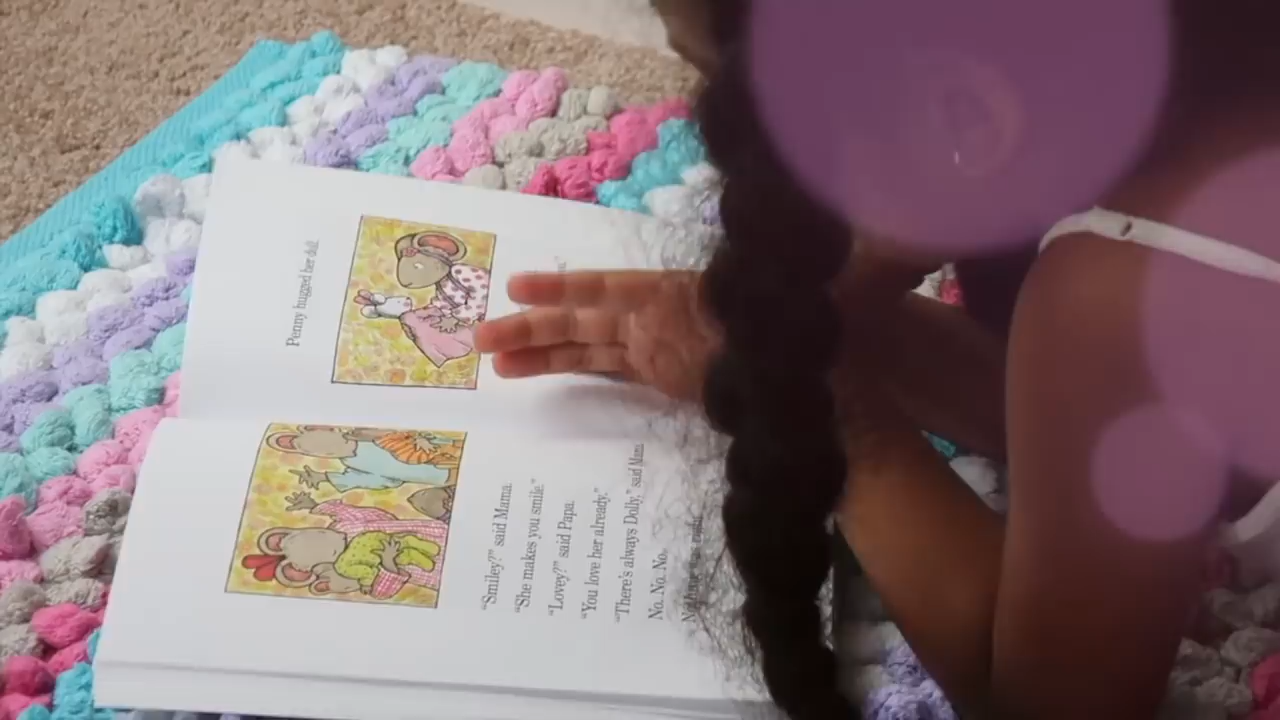 "Smiley?" said Mama.
"She makes you smile."
"Lovey?" said Papa.
"You love her already."
"There's always Dolly," said Mama.
No. No. No.
Penny hugged her doll.